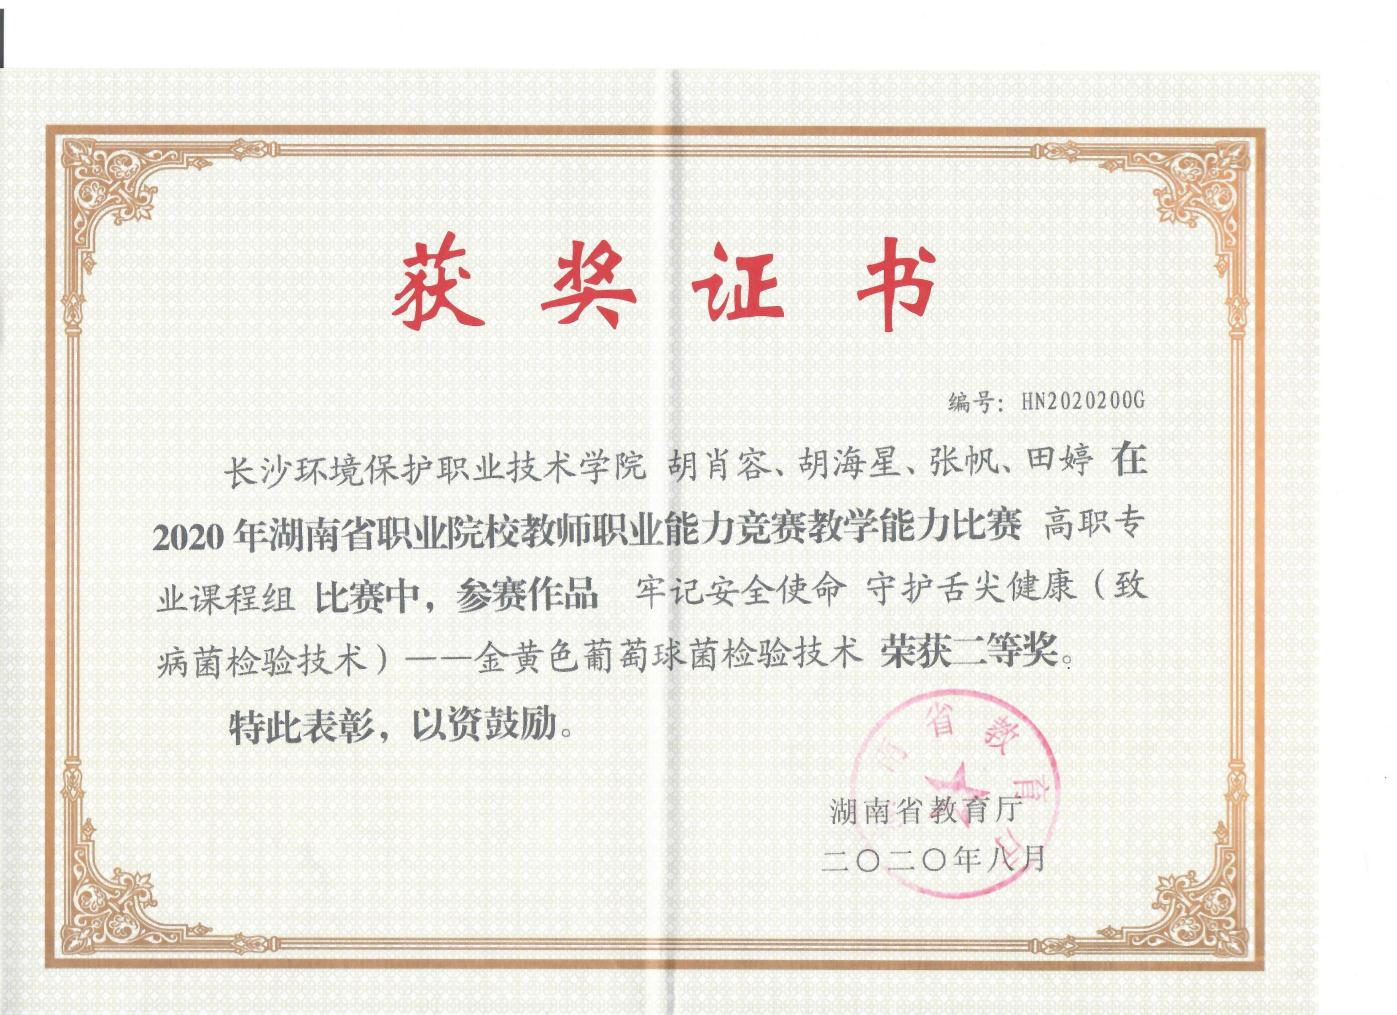 获奖证书
编号：HN2020200G
长沙环境保护职业技术学院 胡肖容、胡海星、张帆、田婷 在
2020 年湖南省职业院校教师职业能力竞赛教学能力比赛 高职专
业课程组 比赛中，参赛作品 牢记安全使命 守护舌尖健康（致
病菌检验技术）——金黄色葡萄球菌检验技术 荣获二等奖。
特此表彰，以资鼓励。
省教育厅
湖南省教育厅
二〇二〇年八月